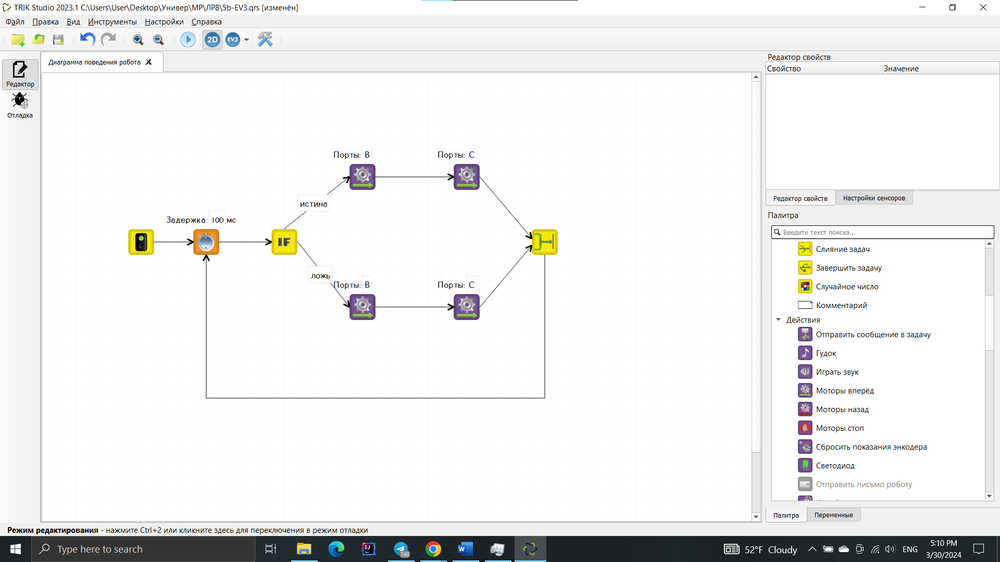 TRIK Studio 2023.1 C:\Users\User\Desktop\Универ\МР\ЛР8\5b-EV3.qrs [изменён]
Файл Правка Вид Инструменты Настройки Справка
2D EV3
Редактор
Отладка
Диаграмма поведения робота
Порты: B
Порты: C
истина
Задержка: 100 мс
IF
ложь
Порты: B
Порты: C
Редактор свойств
Свойство Значение
Редактор свойств Настройки сенсоров
Палитра
Введите текст поиска...
Слияние задач
Завершить задачу
Случайное число
Комментарий
Действия
Отправить сообщение в задачу
Гудок
Играть звук
Моторы вперёд
Моторы назад
Моторы стоп
Сбросить показания энкодера
Светодиод
Отправить письмо роботу
Палитра Переменные
Режим редактирования - нажмите Ctrl+2 или кликните здесь для переключения в режим отладки
Type here to search
IJ
740
W
52°F Cloudy
ENG
5:10 PM
3/30/2024